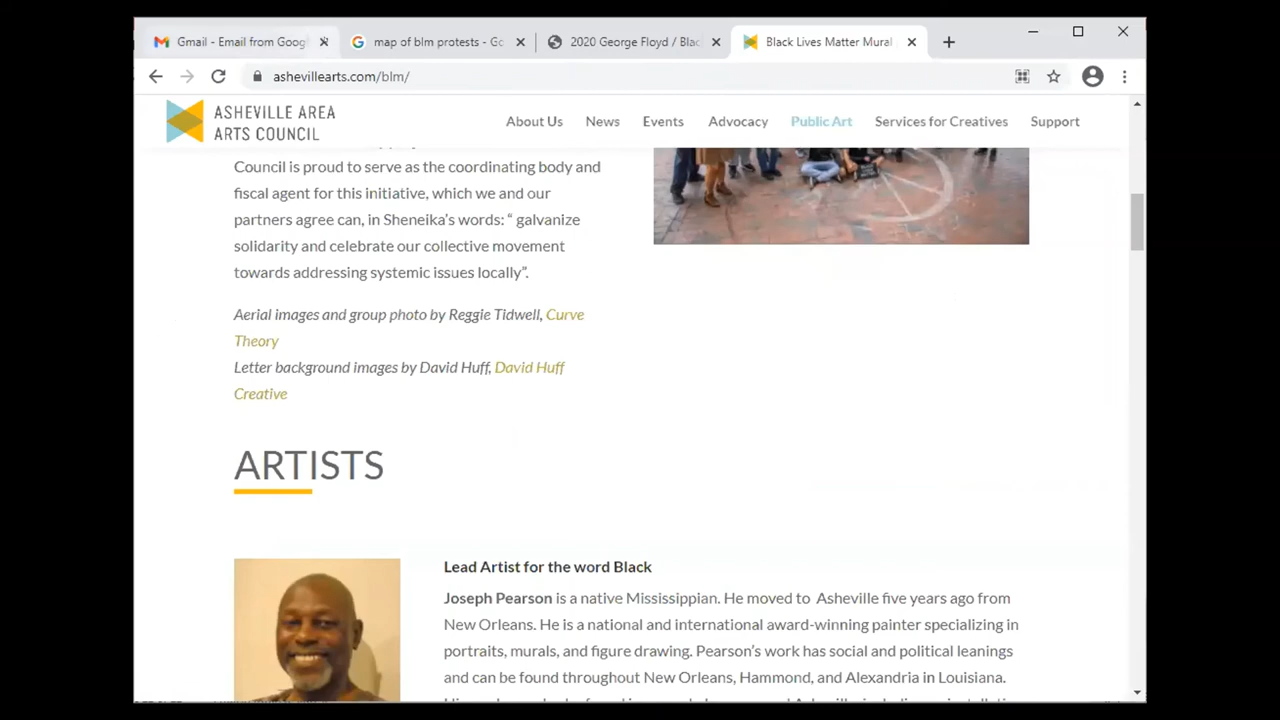 Gmail - Email from Goog
map of blm protests - Go
2020 George Floyd / Blac
Black Lives Matter Mural
ashevillearts.com/blm/
ASHEVILLE AREA
ARTS COUNCIL
About Us News Events Advocacy Public Art Services for Creatives Support
Council is proud to serve as the coordinating body and
fiscal agent for this initiative, which we and our
partners agree can, in Sheneika's words: “ galvanize
solidarity and celebrate our collective movement
towards addressing systemic issues locally”.
Aerial images and group photo by Reggie Tidwell, Curve
Theory
Letter background images by David Huff, David Huff
Creative
ARTISTS
Lead Artist for the word Black
Joseph Pearson is a native Mississippian. He moved to Asheville five years ago from
New Orleans. He is a national and international award-winning painter specializing in
portraits, murals, and figure drawing. Pearson's work has social and political leanings
and can be found throughout New Orleans, Hammond, and Alexandria in Louisiana.